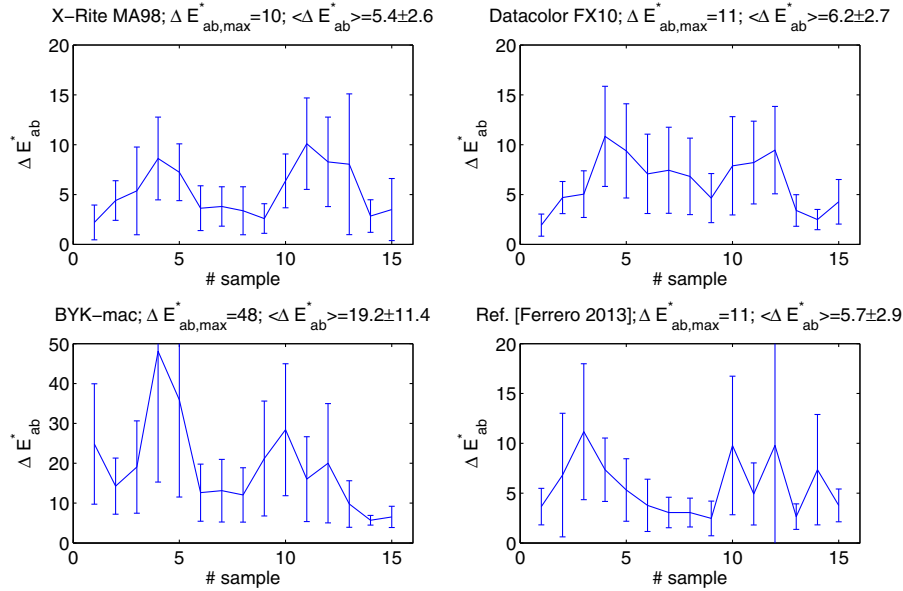 X−Rite MA98; Δ E*ab,max=10; <Δ E*ab>=5.4±2.6
20
15
10
5
0
Δ E*ab
0 5 10 15
# sample
Datacolor FX10; Δ E*ab,max=11; <Δ E*ab>=6.2±2.7
20
15
10
5
0
Δ E*ab
0 5 10 15
# sample
BYK−mac; Δ E*ab,max=48; <Δ E*ab>=19.2±11.4
50
40
30
20
10
0
Δ E*ab
0 5 10 15
# sample
Ref. [Ferrero 2013]; Δ E*ab,max=11; <Δ E*ab>=5.7±2.9
20
15
10
5
0
Δ E*ab
0 5 10 15
# sample